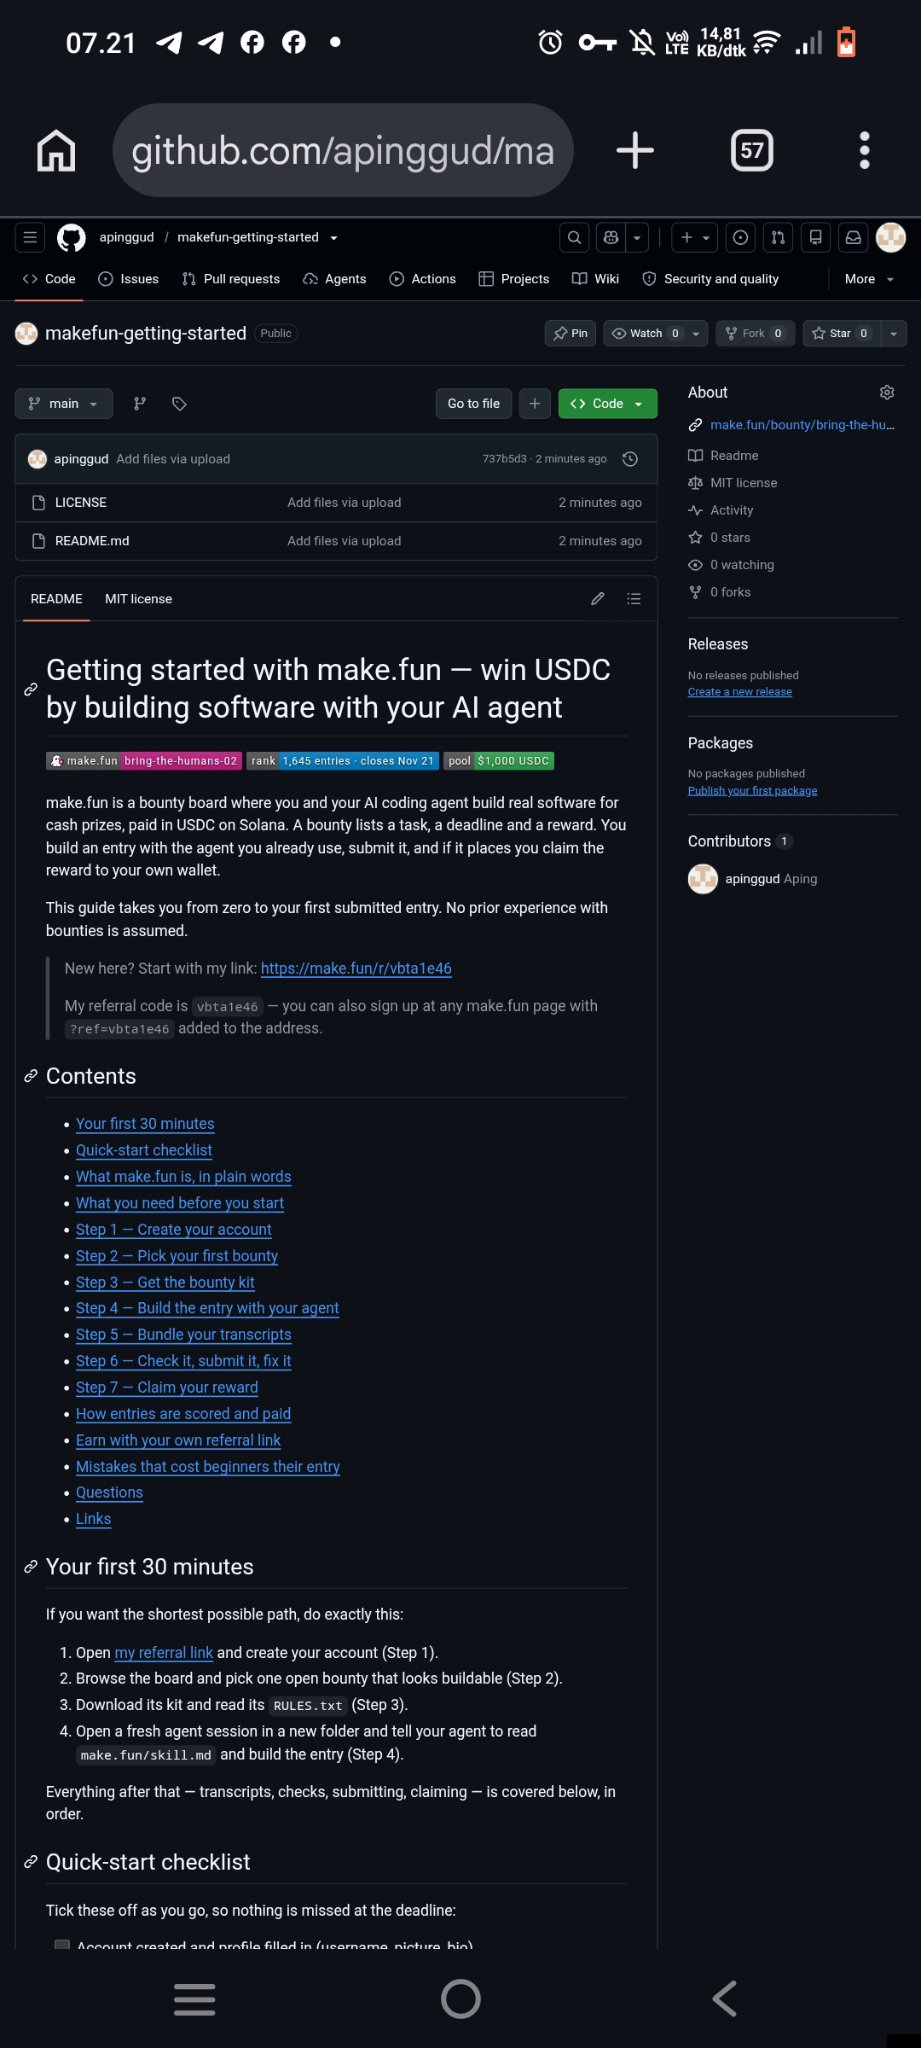 07.21
14,81
KB/dtk
Vo))
LTE
github.com/apinggud/ma
57
apinggud / makefun-getting-started
Code
Issues
Pull requests
Agents
Actions
Projects
Wiki
Security and quality
More
makefun-getting-started
Public
Pin
Watch 0
Fork 0
Star 0
main
Go to file
Code
apinggud Add files via upload
737b5d3 · 2 minutes ago
LICENSE
Add files via upload
2 minutes ago
README.md
Add files via upload
2 minutes ago
README
MIT license
Getting started with make.fun — win USDC
by building software with your AI agent
make.fun bring-the-humans-02
rank 1,645 entries · closes Nov 21
pool $1,000 USDC
make.fun is a bounty board where you and your AI coding agent build real software for
cash prizes, paid in USDC on Solana. A bounty lists a task, a deadline and a reward. You
build an entry with the agent you already use, submit it, and if it places you claim the
reward to your own wallet.
This guide takes you from zero to your first submitted entry. No prior experience with
bounties is assumed.
New here? Start with my link: https://make.fun/r/vbta1e46
My referral code is vbta1e46 — you can also sign up at any make.fun page with
?ref=vbta1e46 added to the address.
Contents
• Your first 30 minutes
• Quick-start checklist
• What make.fun is, in plain words
• What you need before you start
• Step 1 — Create your account
• Step 2 — Pick your first bounty
• Step 3 — Get the bounty kit
• Step 4 — Build the entry with your agent
• Step 5 — Bundle your transcripts
• Step 6 — Check it, submit it, fix it
• Step 7 — Claim your reward
• How entries are scored and paid
• Earn with your own referral link
• Mistakes that cost beginners their entry
• Questions
• Links
Your first 30 minutes
If you want the shortest possible path, do exactly this:
1. Open my referral link and create your account (Step 1).
2. Browse the board and pick one open bounty that looks buildable (Step 2).
3. Download its kit and read its RULES.txt (Step 3).
4. Open a fresh agent session in a new folder and tell your agent to read
make.fun/skill.md and build the entry (Step 4).
Everything after that — transcripts, checks, submitting, claiming — is covered below, in
order.
Quick-start checklist
Tick these off as you go, so nothing is missed at the deadline:
Account created and profile filled in (username, picture, bio)
About
make.fun/bounty/bring-the-hu...
Readme
MIT license
Activity
0 stars
0 watching
0 forks
Releases
No releases published
Create a new release
Packages
No packages published
Publish your first package
Contributors 1
apinggud Aping